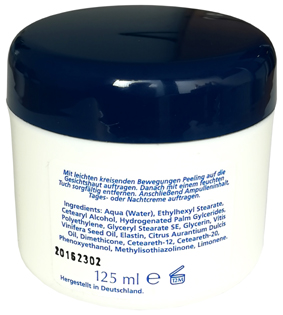 Mit leichten kreisenden Bewegungen Peeling auf die
Gesichtshaut auftragen. Danach mit einem feuchten
Tuch sorgfältig entfernen. Anschließend Ampulleninhalt,
Tages- oder Nachtcreme auftragen.
Ingredients: Aqua (Water), Ethylhexyl Stearate,
Cetearyl Alcohol, Hydrogenated Palm Gylcerides,
Polyethylene, Glyceryl Stearate SE, Glycerin, Vitis
Vinifera Seed Oil, Elastin, Citrus Aurantium Dulcis
Oil, Dimethicone, Ceteareth-12, Ceteareth-20,
Phenoxyethanol, Methylisothiazolinone, Limonene.
20162302
125 ml e 12M
Hergestellt in Deutschland.